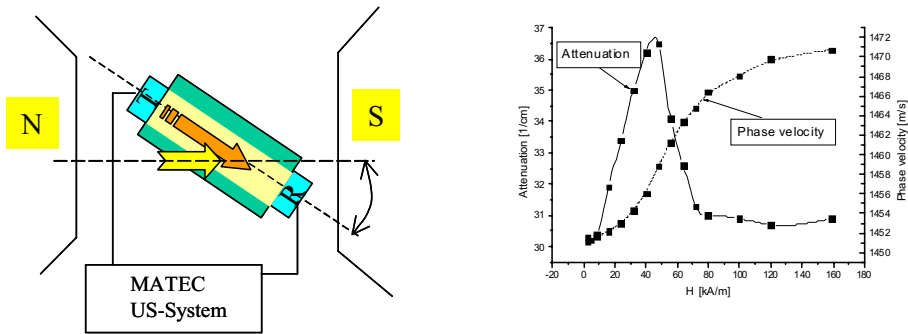 N
S
T
R
MATEC
US-System
Attenuation
Phase velocity
Attenuation [1/cm]
37
36
35
34
33
32
31
30
Phase velocity [m/s]
1472
1470
1468
1466
1464
1462
1460
1458
1456
1454
1452
1450
-20 0 20 40 60 80 100 120 140 160 180
H [kA/m]